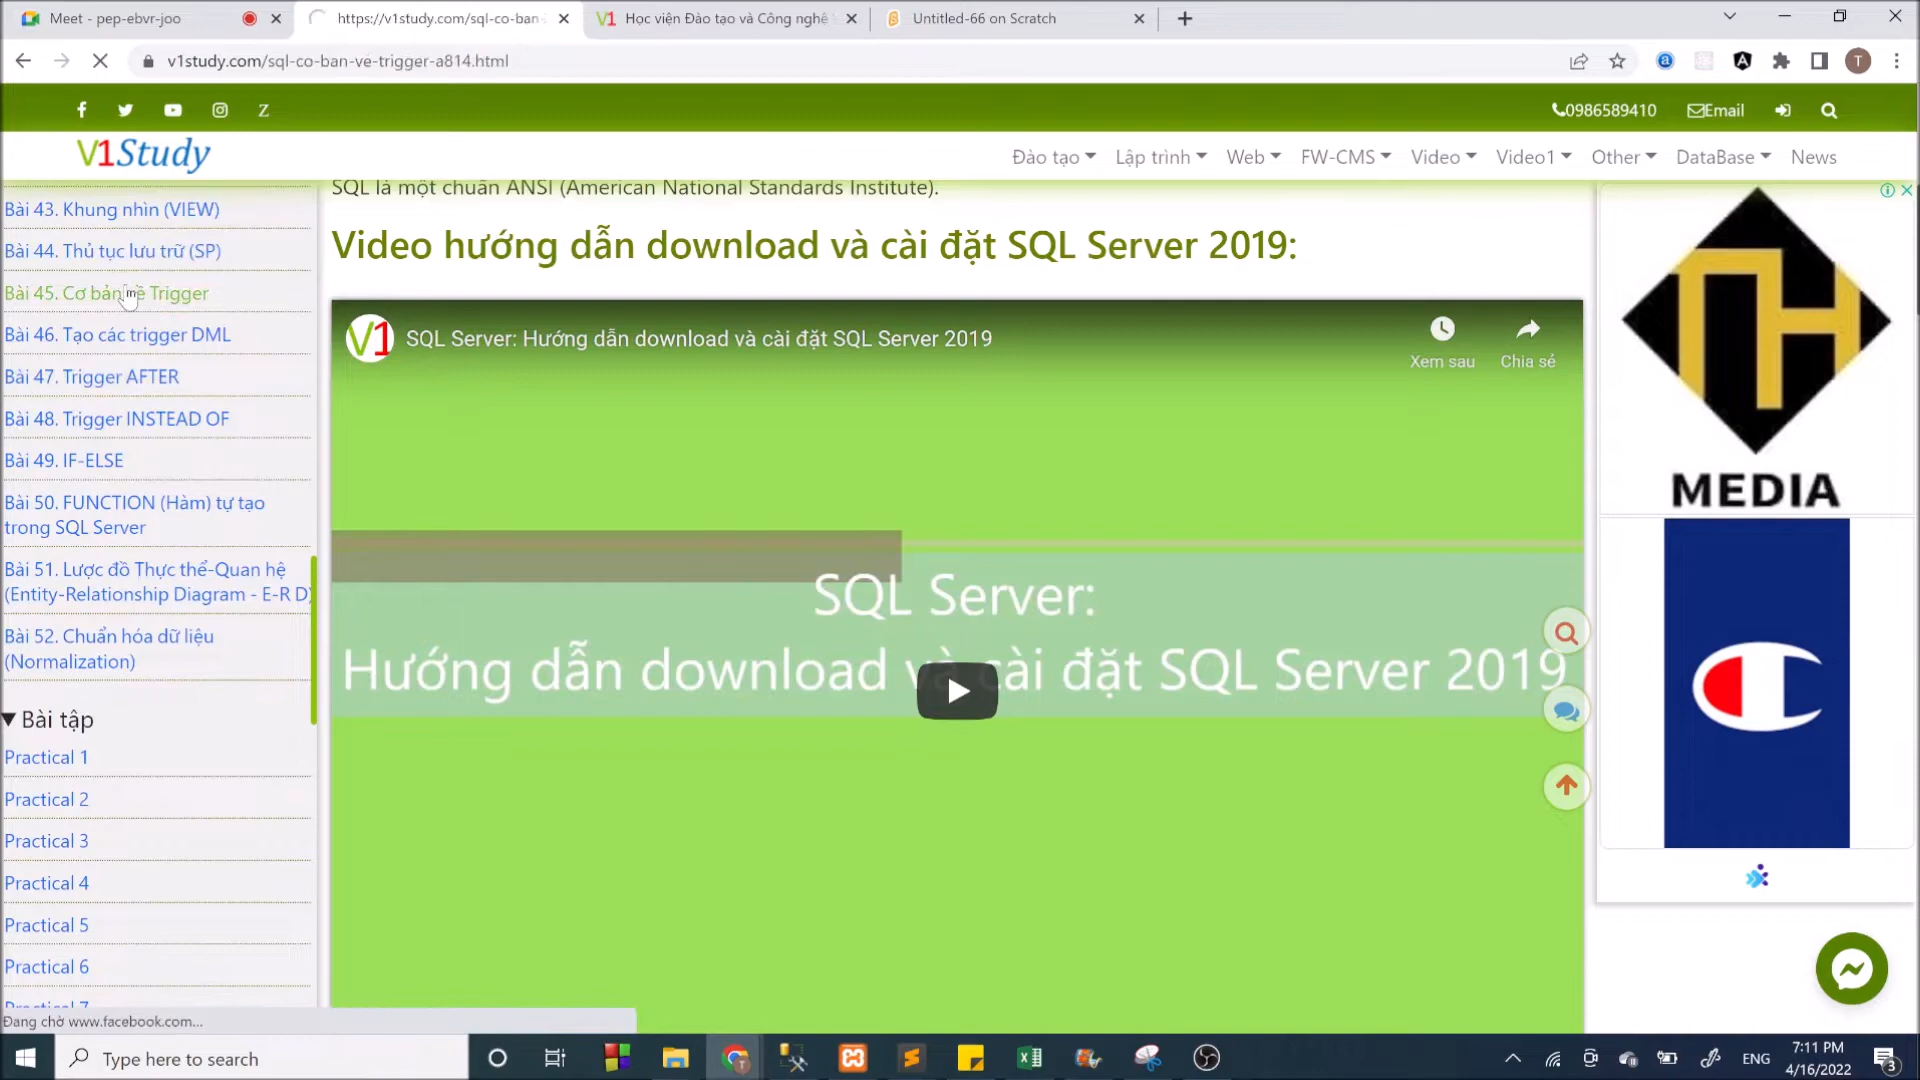 Meet - pep-ebvr-joo
https://v1study.com/sql-co-ban-
Học viện Đào tạo và Công nghệ
Untitled-66 on Scratch
v1study.com/sql-co-ban-ve-trigger-a814.html
T
0986589410
Email
V1Study
Đào tạo
Lập trình
Web
FW-CMS
Video
Video1
Other
DataBase
News
Bài 43. Khung nhìn (VIEW)
Bài 44. Thủ tục lưu trữ (SP)
Bài 45. Cơ bản về Trigger
Bài 46. Tạo các trigger DML
Bài 47. Trigger AFTER
Bài 48. Trigger INSTEAD OF
Bài 49. IF-ELSE
Bài 50. FUNCTION (Hàm) tự tạo
trong SQL Server
Bài 51. Lược đồ Thực thể-Quan hệ
(Entity-Relationship Diagram - E-R D)
Bài 52. Chuẩn hóa dữ liệu
(Normalization)
Bài tập
Practical 1
Practical 2
Practical 3
Practical 4
Practical 5
Practical 6
Practical 7
Đang chờ www.facebook.com...
SQL là một chuẩn ANSI (American National Standards Institute).
Video hướng dẫn download và cài đặt SQL Server 2019:
V1
SQL Server: Hướng dẫn download và cài đặt SQL Server 2019
Xem sau
Chia sẻ
SQL Server:
Hướng dẫn download và cài đặt SQL Server 2019
MEDIA
Type here to search
ENG
7:11 PM
4/16/2022
3